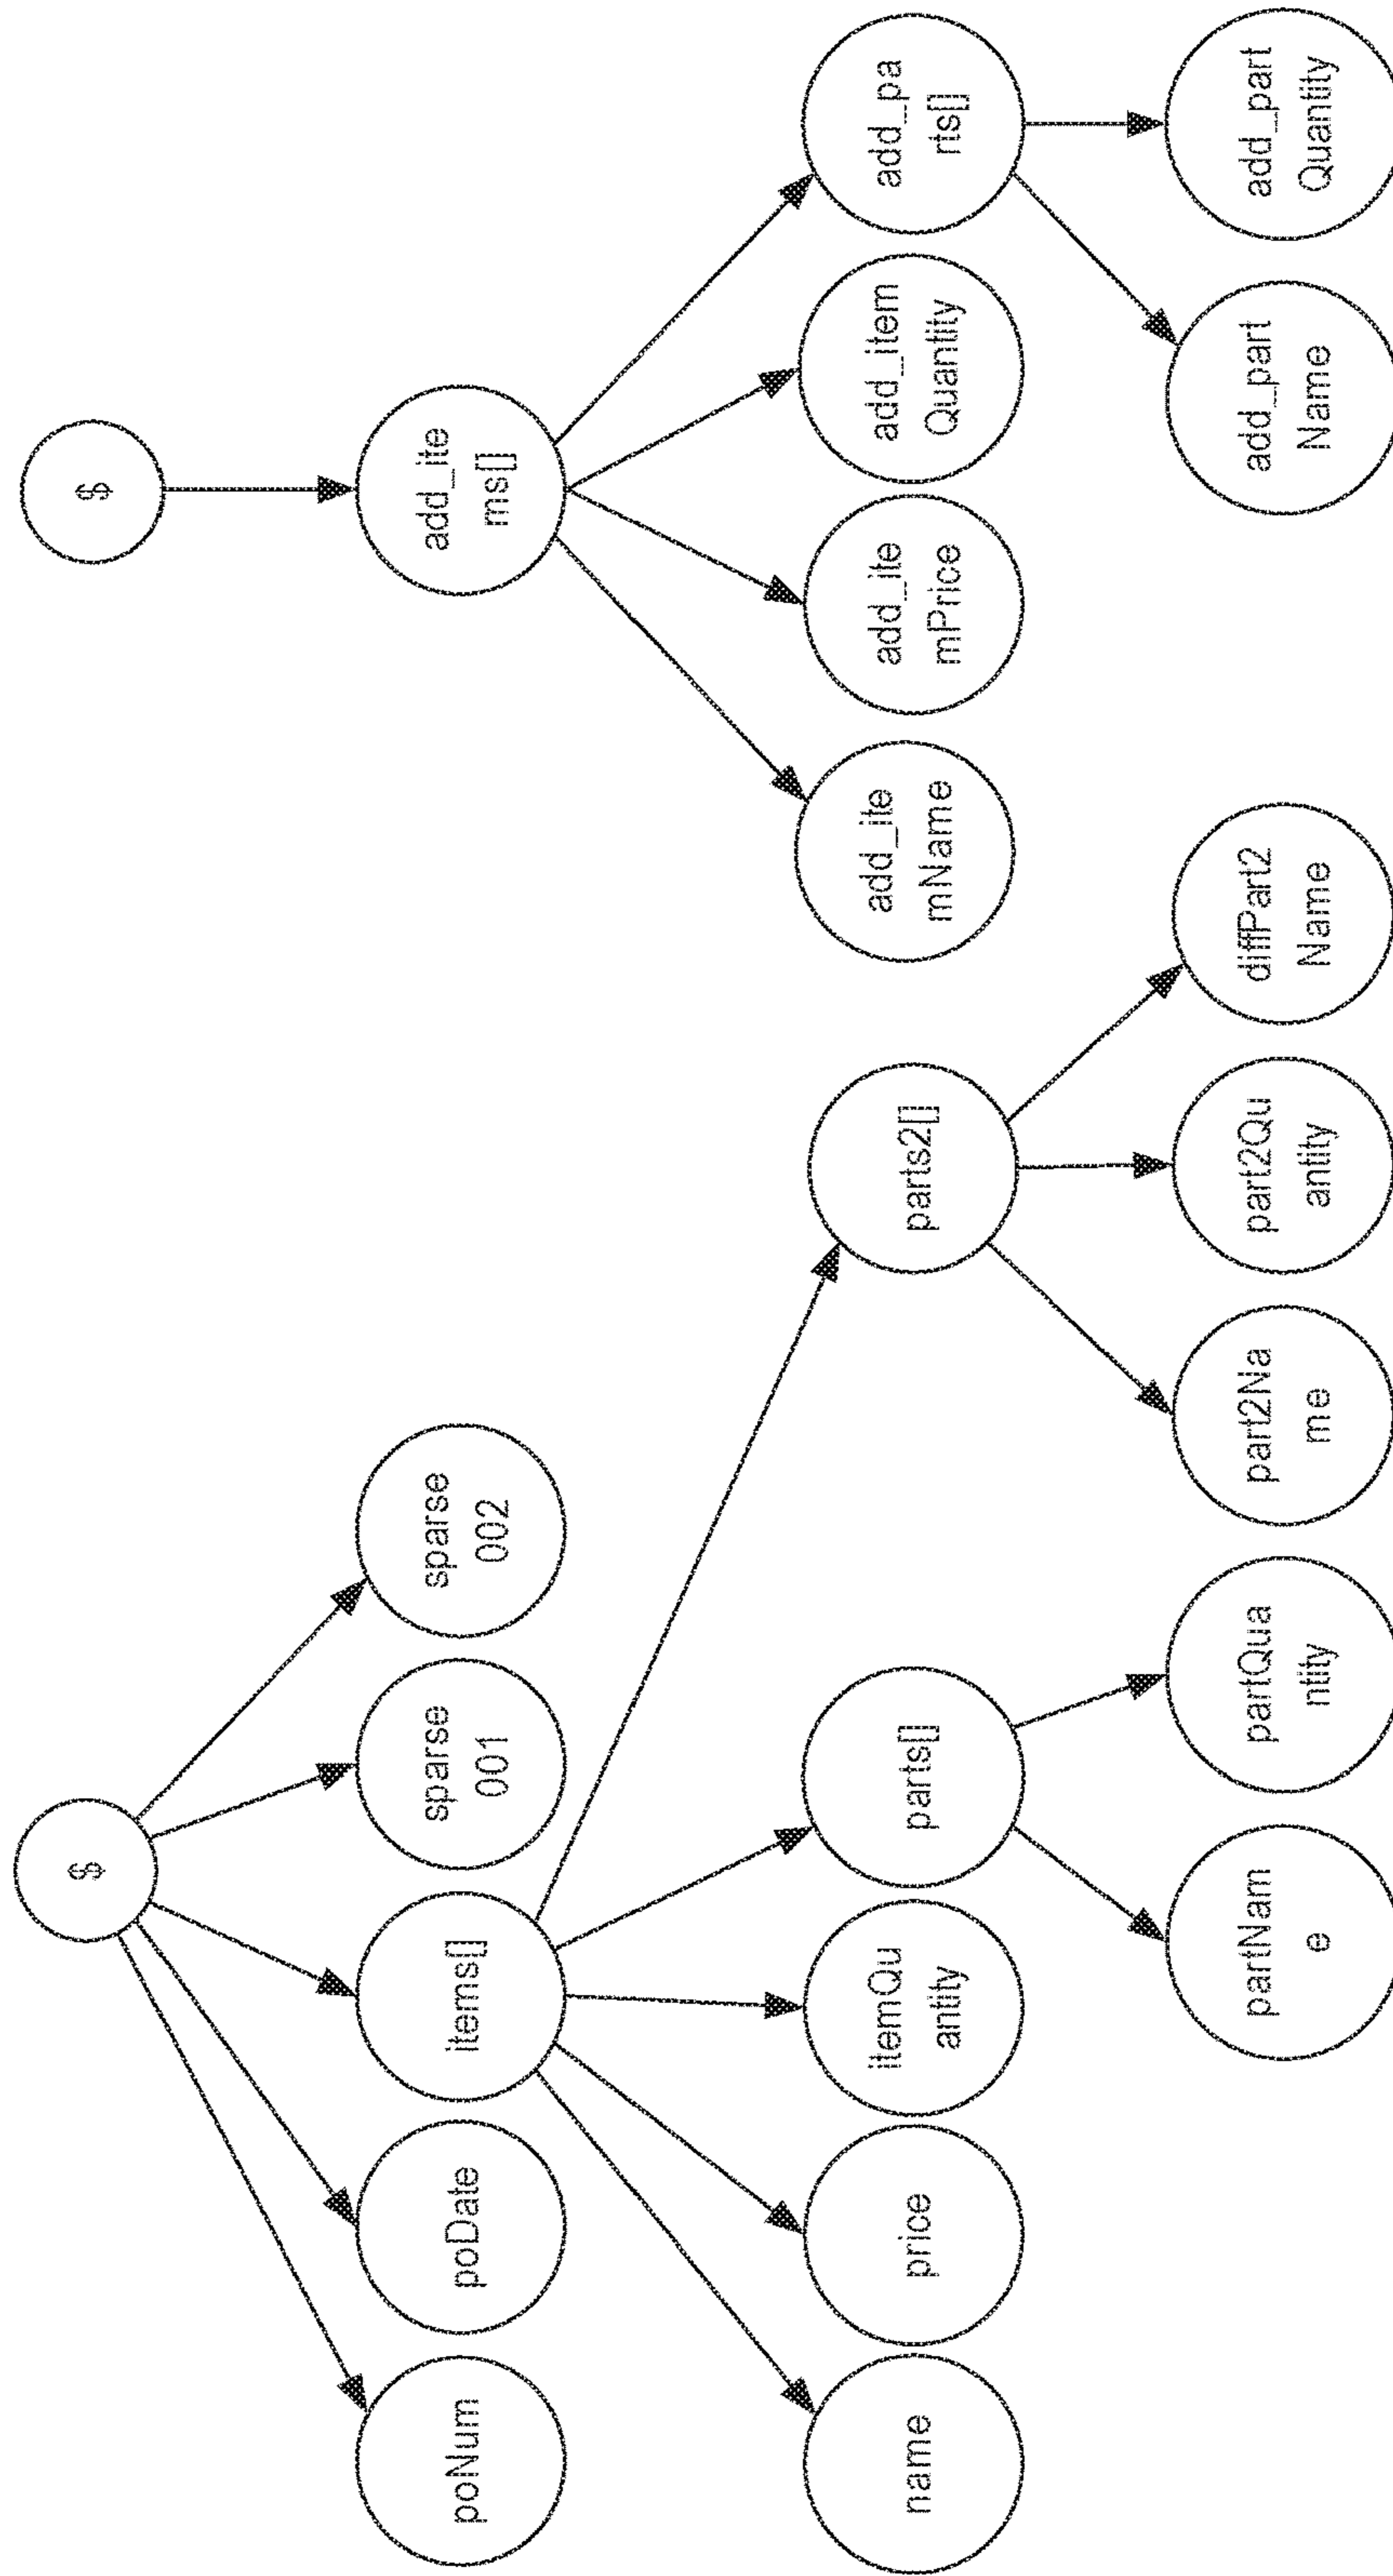 $
poNum
poDate
items[]
sparse
001
sparse
002
name
price
itemQu
antity
parts[]
parts2[]
partNam
e
partQua
ntity
part2Na
me
part2Qu
antity
diffPart2
Name
$
add_ite
ms[]
add_ite
mName
add_ite
mPrice
add_item
Quantity
add_pa
rts[]
add_part
Name
add_part
Quantity